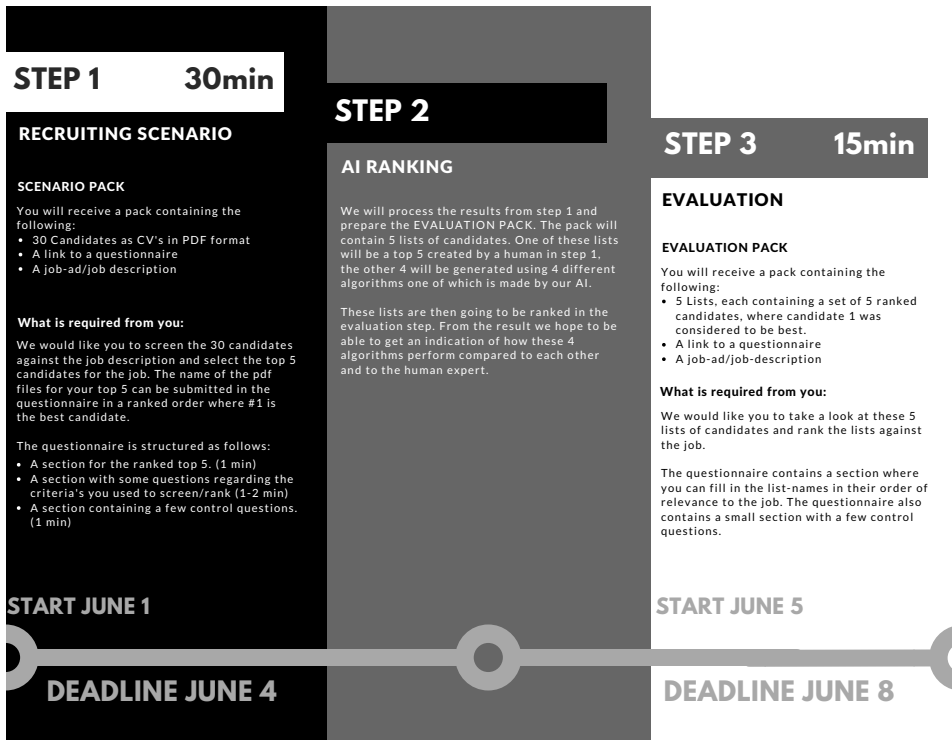 STEP 1 30min
RECRUITING SCENARIO
SCENARIO PACK
You will receive a pack containing the
following:
• 30 Candidates as CV's in PDF format
• A link to a questionnaire
• A job-ad/job description
What is required from you:
We would like you to screen the 30 candidates
against the job description and select the top 5
candidates for the job. The name of the pdf
files for your top 5 can be submitted in the
questionnaire in a ranked order where #1 is
the best candidate.
The questionnaire is structured as follows:
• A section for the ranked top 5. (1 min)
• A section with some questions regarding the
criteria's you used to screen/rank (1-2 min)
• A section containing a few control questions.
(1 min)
START JUNE 1
DEADLINE JUNE 4
STEP 2
AI RANKING
We will process the results from step 1 and
prepare the EVALUATION PACK. The pack will
contain 5 lists of candidates. One of these lists
will be a top 5 created by a human in step 1,
the other 4 will be generated using 4 different
algorithms one of which is made by our AI.
These lists are then going to be ranked in the
evaluation step. From the result we hope to be
able to get an indication of how these 4
algorithms perform compared to each other
and to the human expert.
STEP 3 15min
EVALUATION
EVALUATION PACK
You will receive a pack containing the
following:
• 5 Lists, each containing a set of 5 ranked
candidates, where candidate 1 was
considered to be best.
• A link to a questionnaire
• A job-ad/job-description
What is required from you:
We would like you to take a look at these 5
lists of candidates and rank the lists against
the job.
The questionnaire contains a section where
you can fill in the list-names in their order of
relevance to the job. The questionnaire also
contains a small section with a few control
questions.
START JUNE 5
DEADLINE JUNE 8